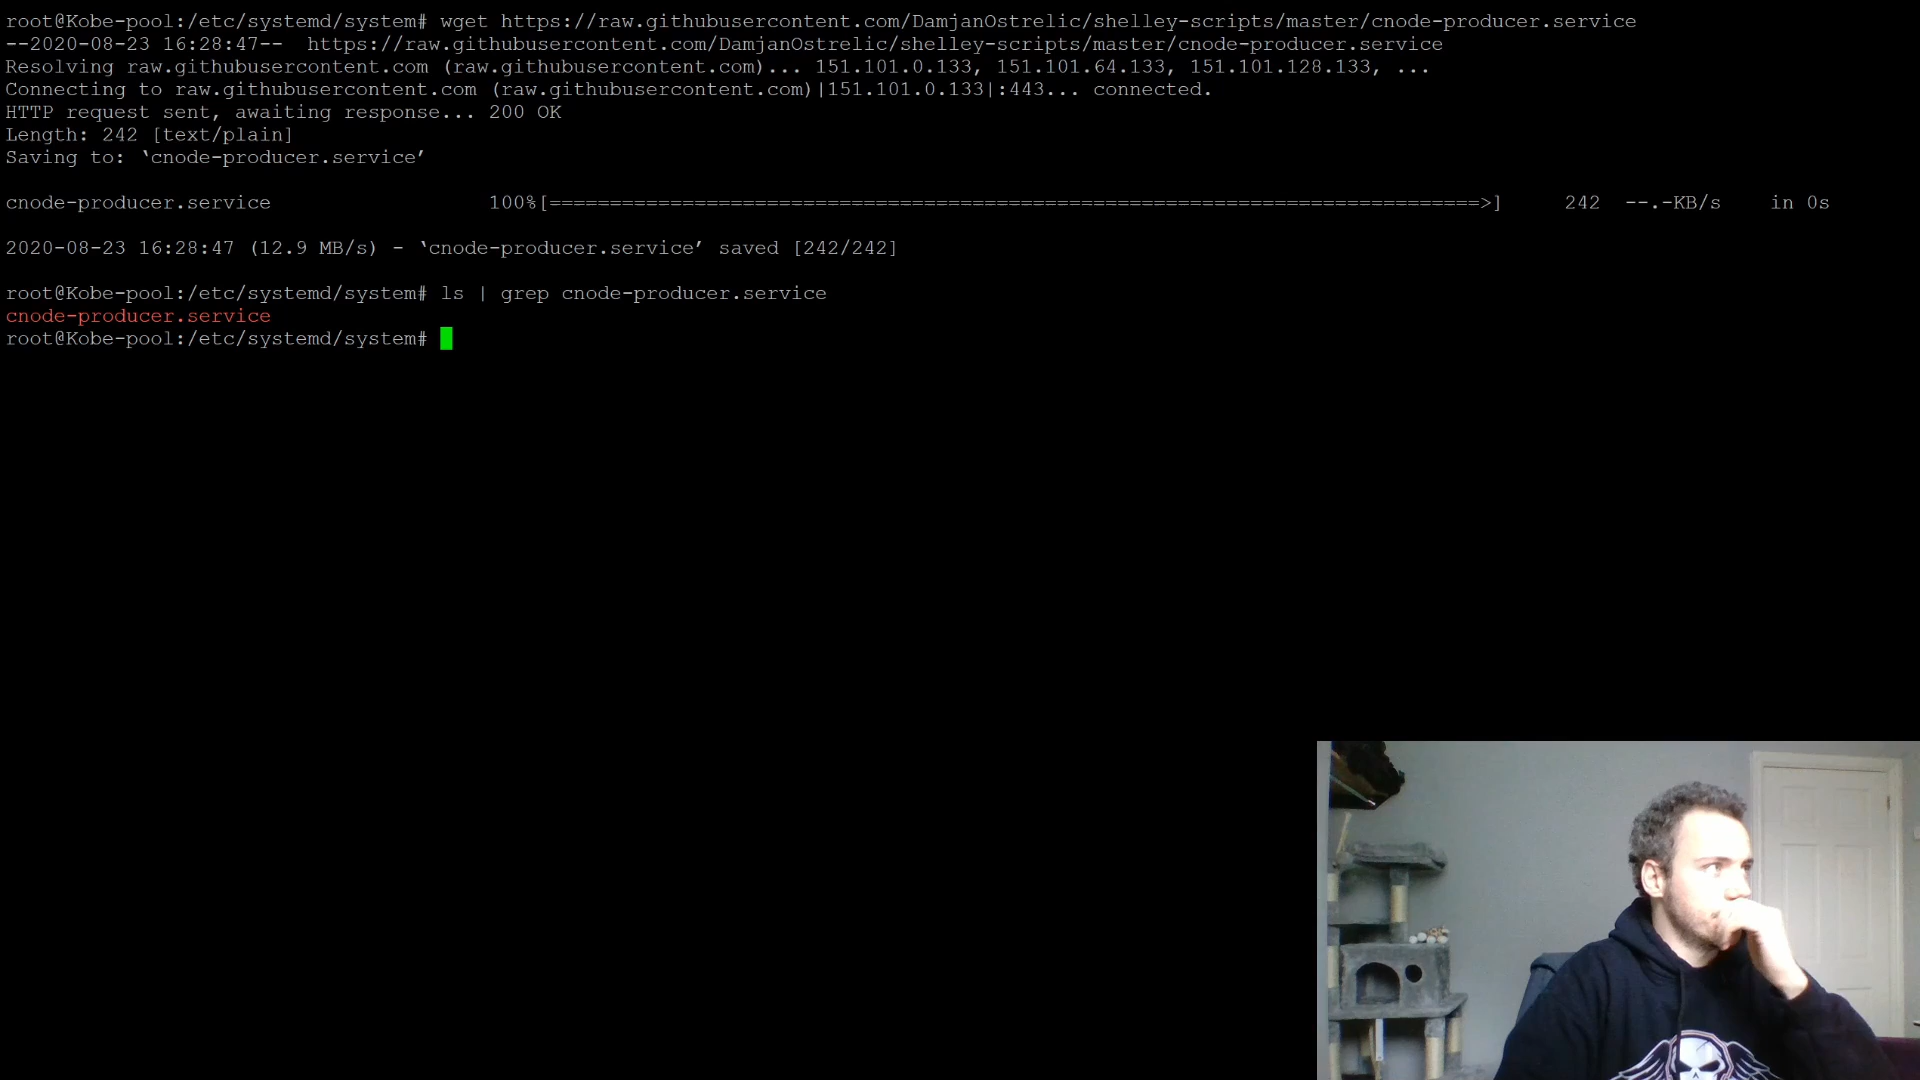 root@Kobe-pool:/etc/systemd/system# wget https://raw.githubusercontent.com/DamjanOstrelic/shelley-scripts/master/cnode-producer.service
--2020-08-23 16:28:47--  https://raw.githubusercontent.com/DamjanOstrelic/shelley-scripts/master/cnode-producer.service
Resolving raw.githubusercontent.com (raw.githubusercontent.com)... 151.101.0.133, 151.101.64.133, 151.101.128.133, ...
Connecting to raw.githubusercontent.com (raw.githubusercontent.com)|151.101.0.133|:443... connected.
HTTP request sent, awaiting response... 200 OK
Length: 242 [text/plain]
Saving to: ‘cnode-producer.service’
cnode-producer.service 100%[=============================================================================>] 242 --.-KB/s in 0s
2020-08-23 16:28:47 (12.9 MB/s) - ‘cnode-producer.service’ saved [242/242]
root@Kobe-pool:/etc/systemd/system# ls | grep cnode-producer.service
cnode-producer.service
root@Kobe-pool:/etc/systemd/system#